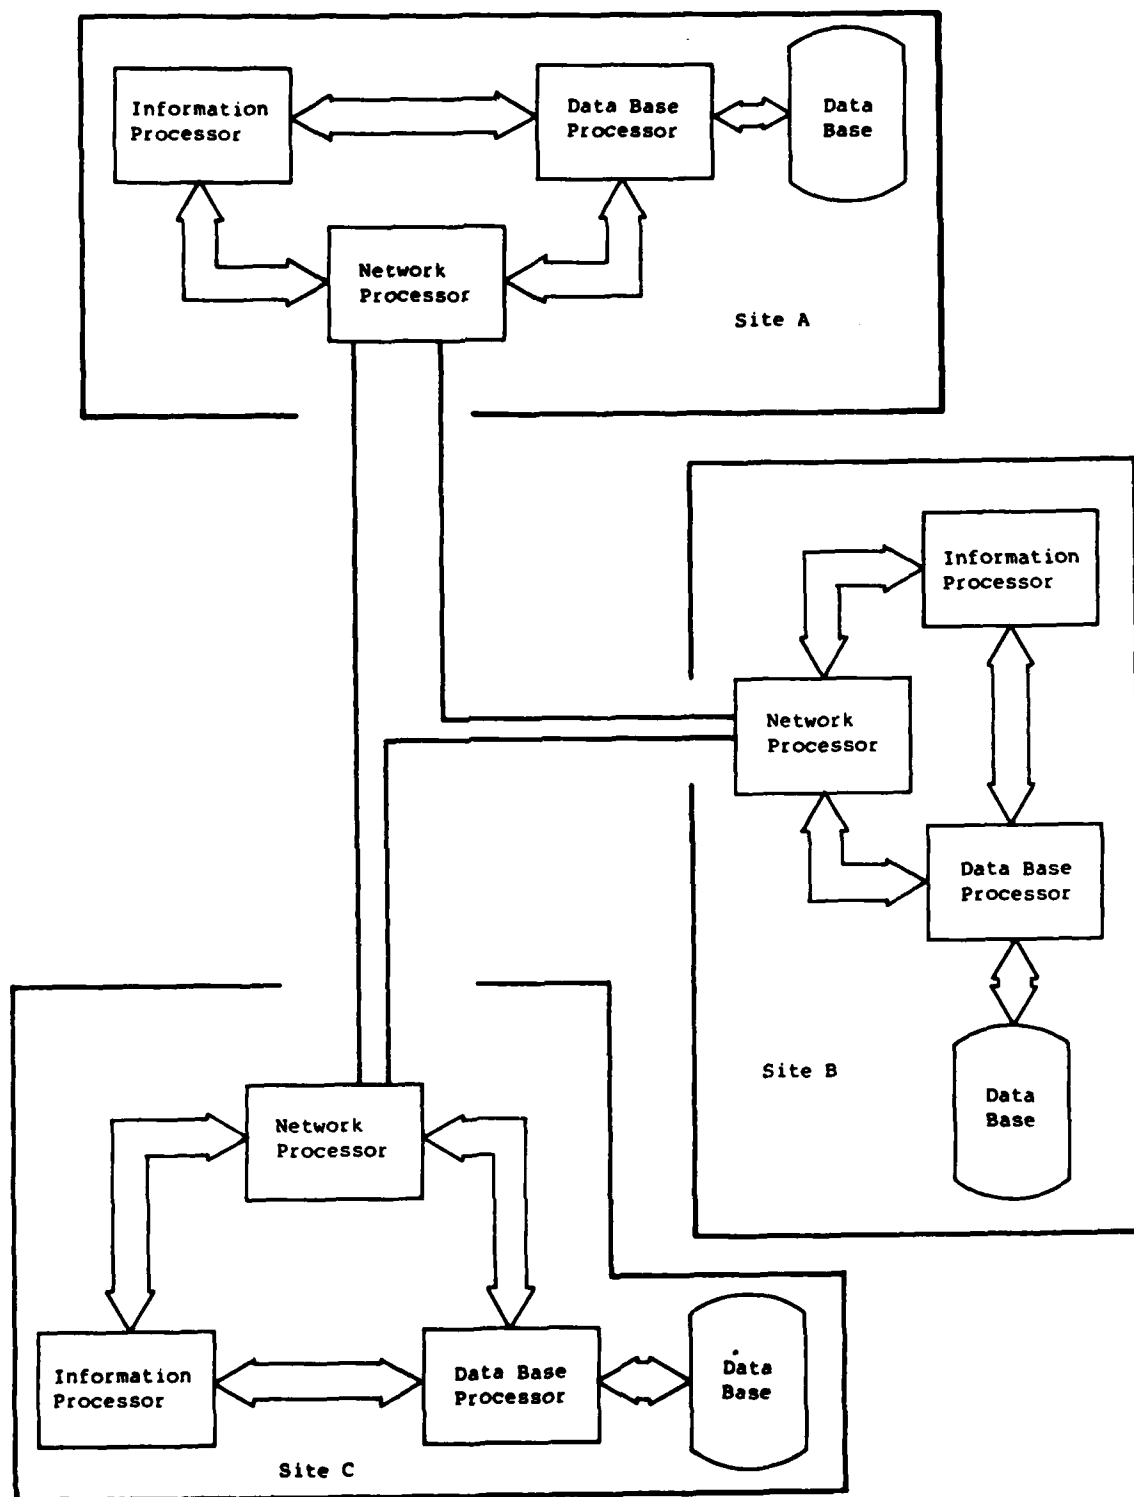 Information
Processor
Data Base
Processor
Data
Base
Network
Processor
Site A
Information
Processor
Network
Processor
Data Base
Processor
Site B
Data
Base
Network
Processor
Information
Processor
Data Base
Processor
Data
Base
Site C